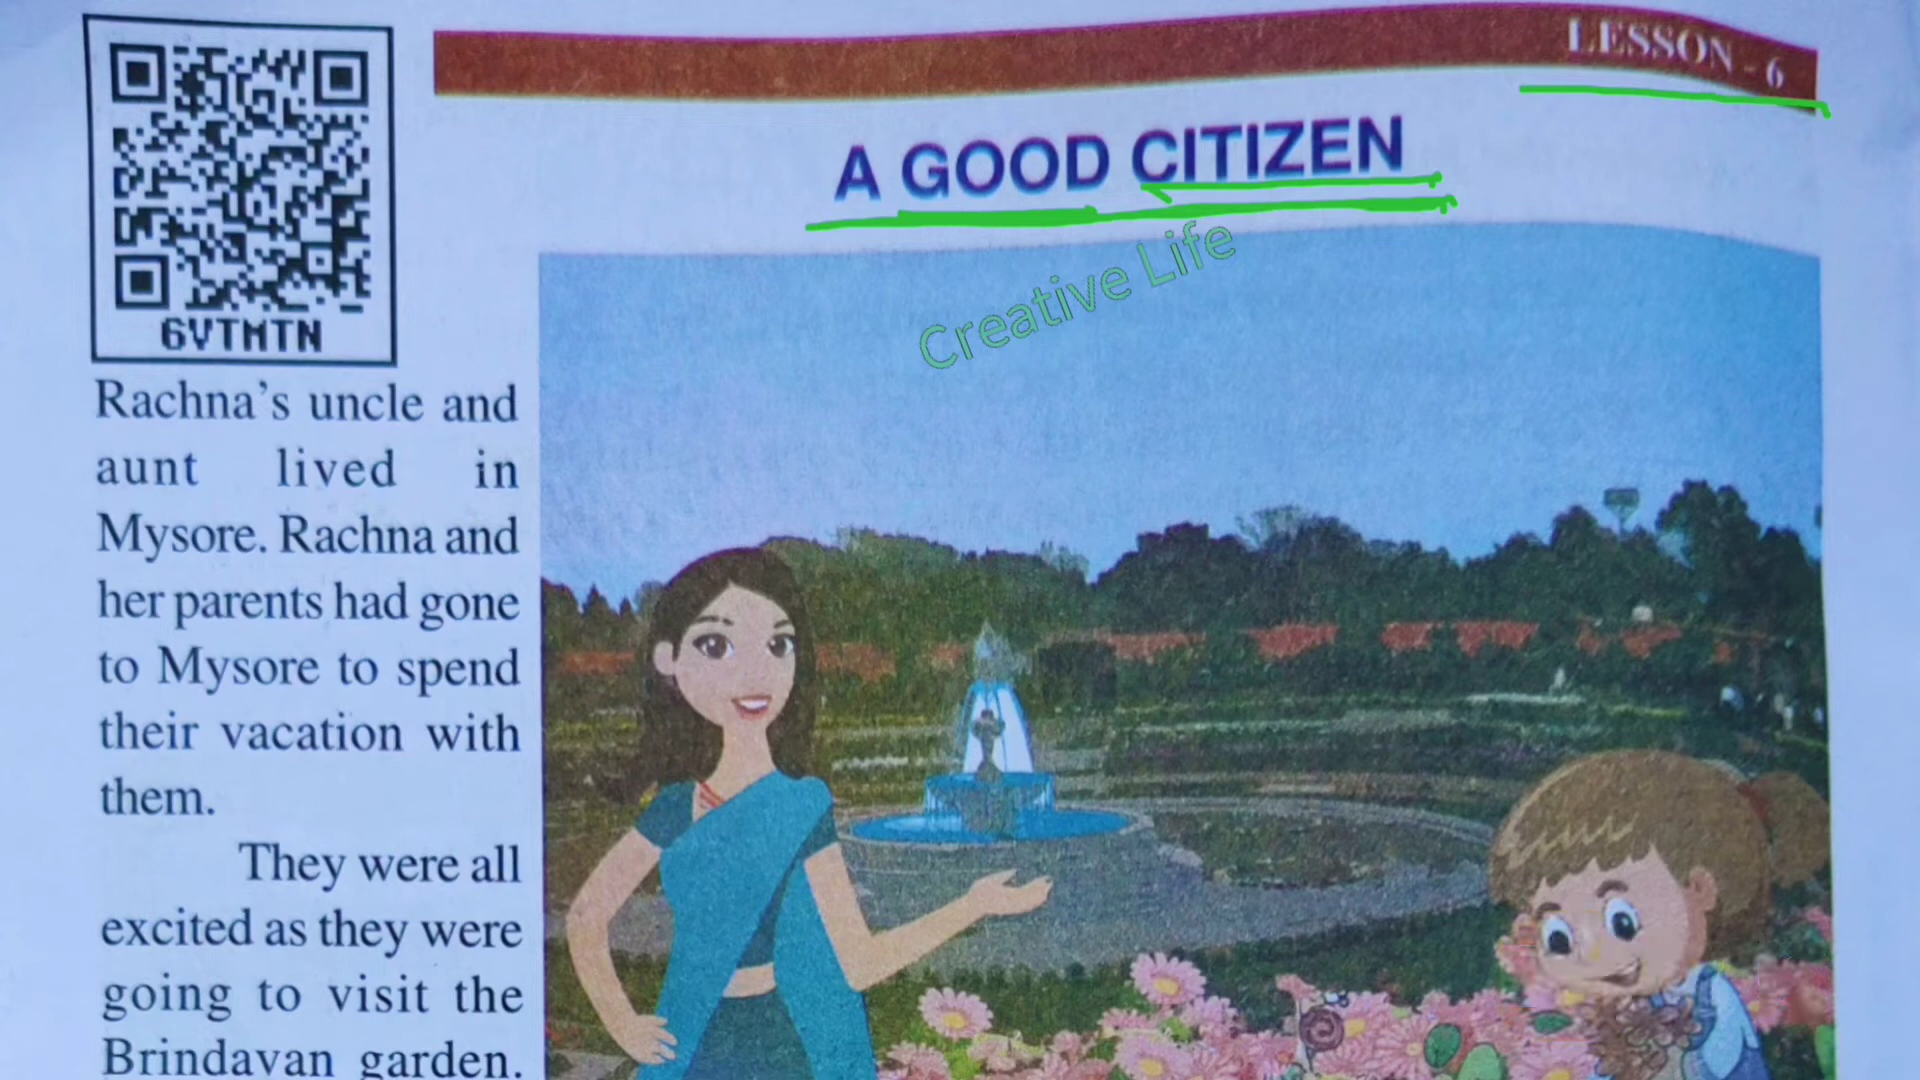 LESSON - 6
A GOOD CITIZEN
Creative Life
6VTMTN
Rachna's uncle and
aunt lived in
Mysore. Rachna and
her parents had gone
to Mysore to spend
their vacation with
them.
They were all
excited as they were
going to visit the
Brindavan garden.